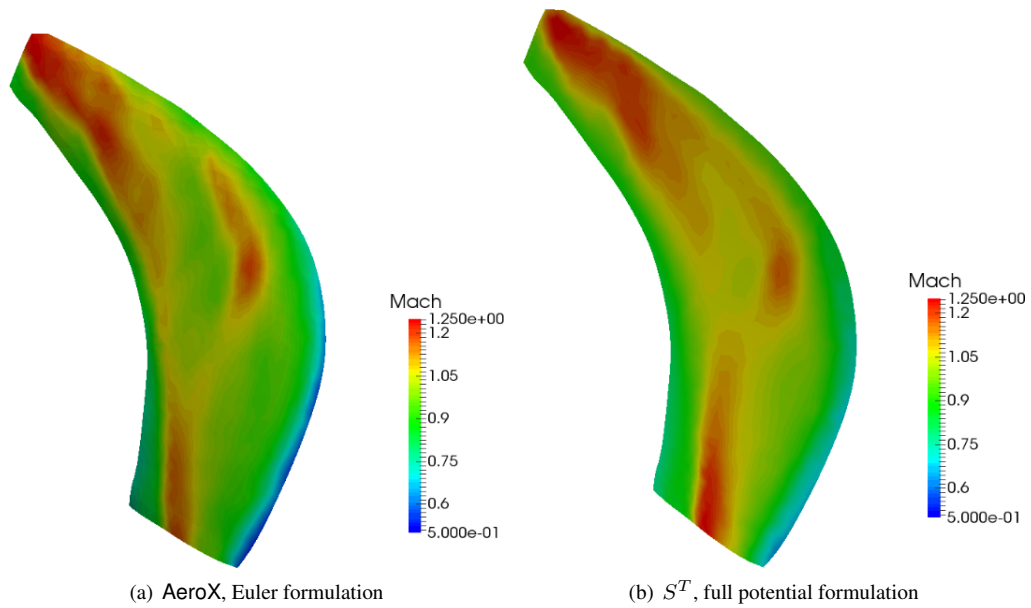 Mach
1.250e+00
1.2
1.05
0.9
0.75
0.6
5.000e-01
Mach
1.250e+00
1.2
1.05
0.9
0.75
0.6
5.000e-01
(a) AeroX, Euler formulation
(b) S^T, full potential formulation